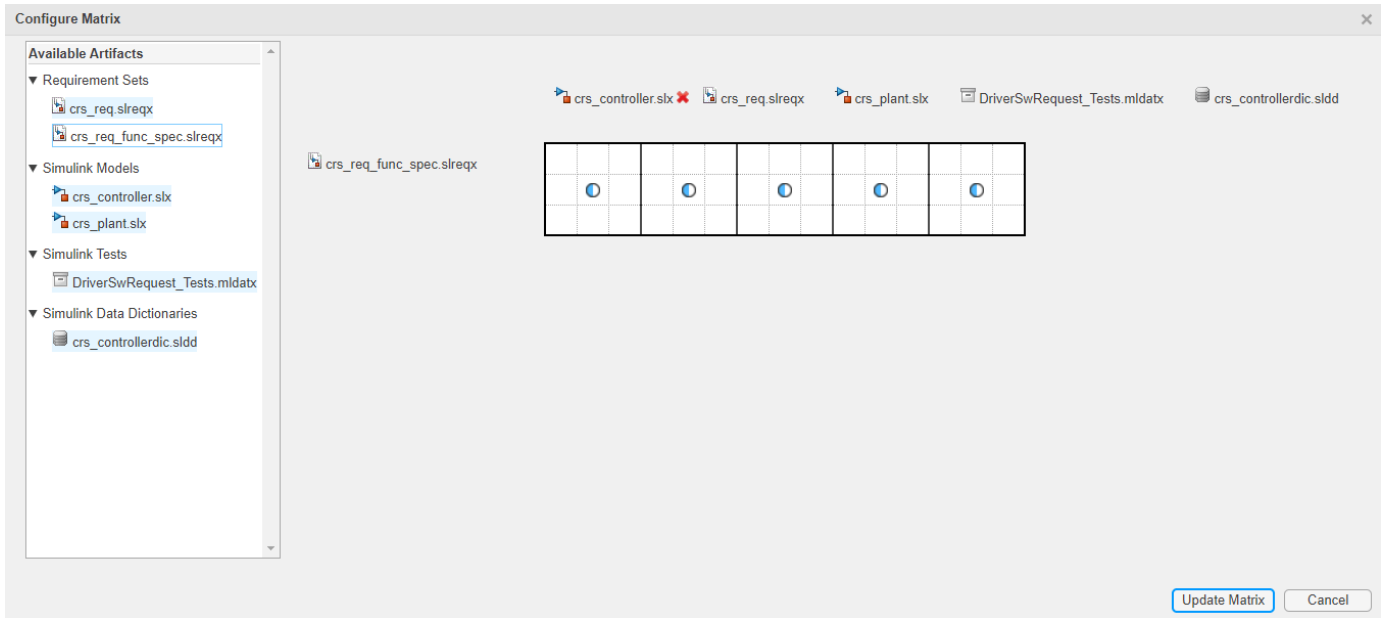 Configure Matrix
Available Artifacts
Requirement Sets
crs_req.slreqx
crs_req_func_spec.slreqx
Simulink Models
crs_controller.slx
crs_plant.slx
Simulink Tests
DriverSwRequest_Tests.mldatx
Simulink Data Dictionaries
crs_controllerdic.sldd
crs_controller.slx crs_req.slreqx crs_plant.slx DriverSwRequest_Tests.mldatx crs_controllerdic.sldd
crs_req_func_spec.slreqx
Update Matrix Cancel